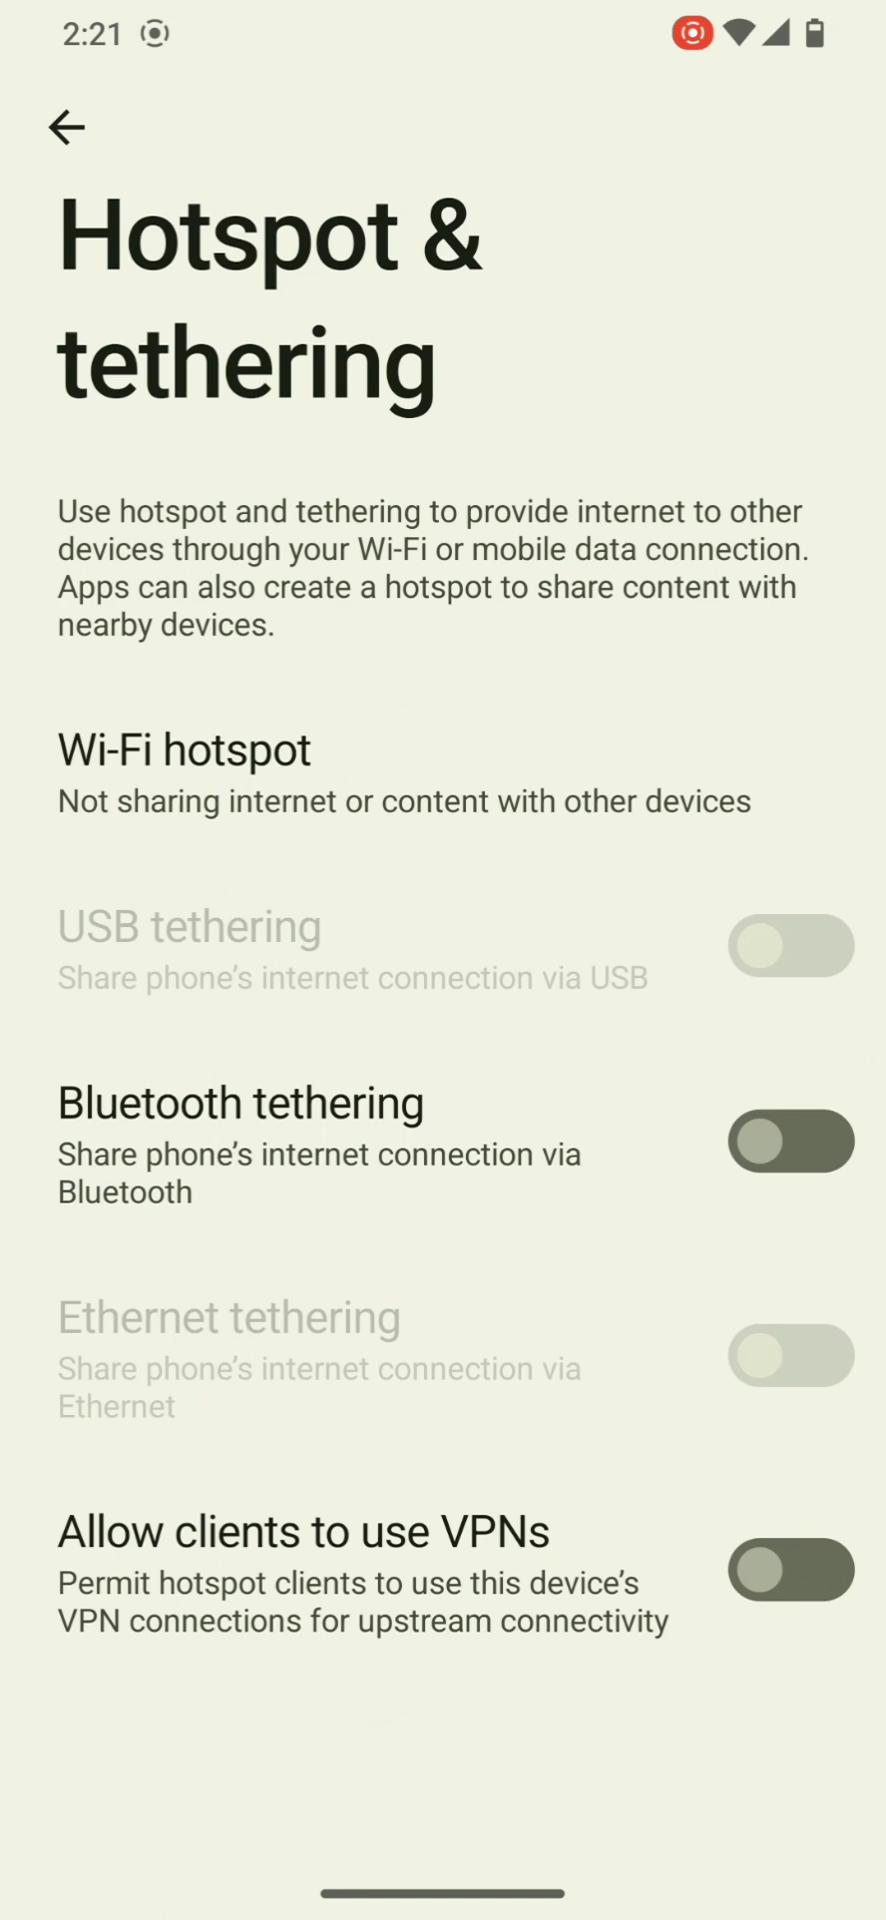 2:21
Hotspot &
tethering
Use hotspot and tethering to provide internet to other
devices through your Wi-Fi or mobile data connection.
Apps can also create a hotspot to share content with
nearby devices.
Wi-Fi hotspot
Not sharing internet or content with other devices
USB tethering
Share phone’s internet connection via USB
Bluetooth tethering
Share phone’s internet connection via
Bluetooth
Ethernet tethering
Share phone’s internet connection via
Ethernet
Allow clients to use VPNs
Permit hotspot clients to use this device’s
VPN connections for upstream connectivity